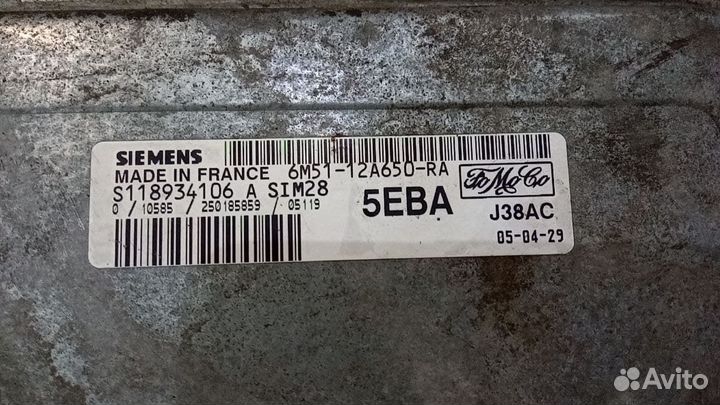 SIEMENS
MADE IN FRANCE 6M51-12A650-RA
S118934106 A SIM28
0 / 10585 / 250185859 / 05119
5EBA
FoMoCo
J38AC
05-04-29
Avito